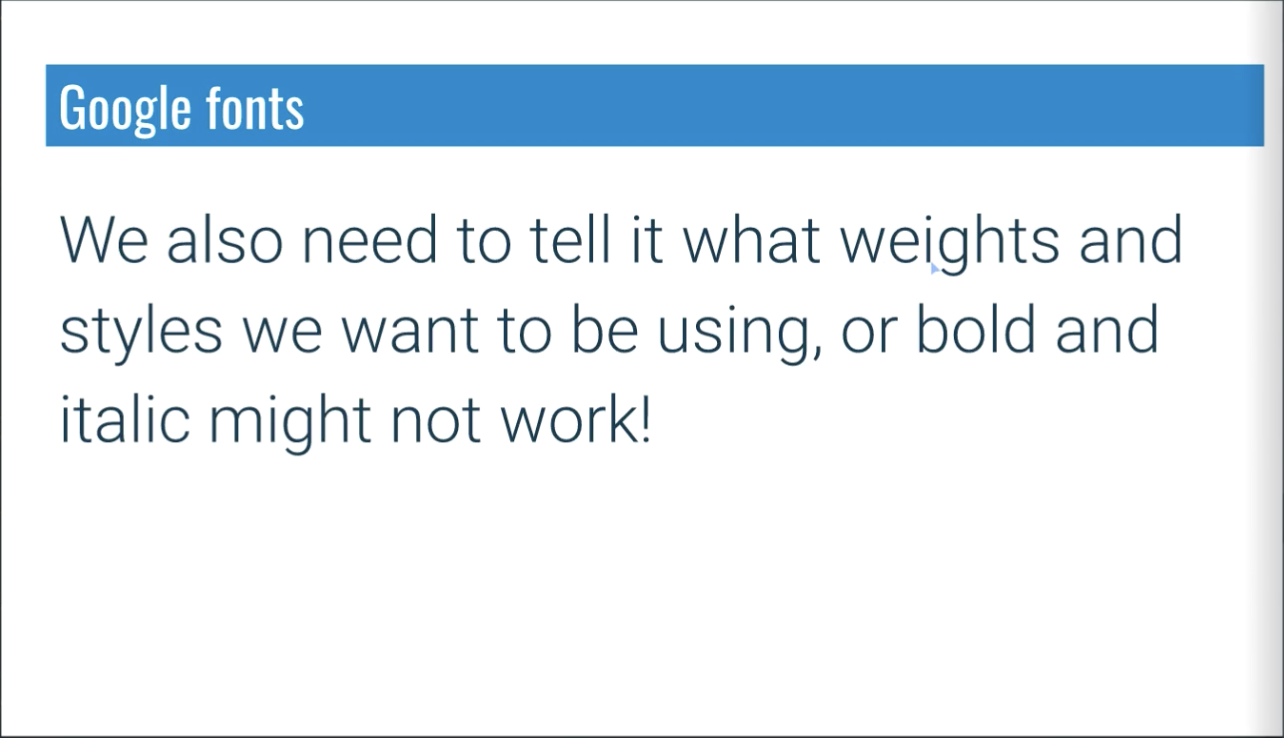 Google fonts
We also need to tell it what weights and
styles we want to be using, or bold and
italic might not work!